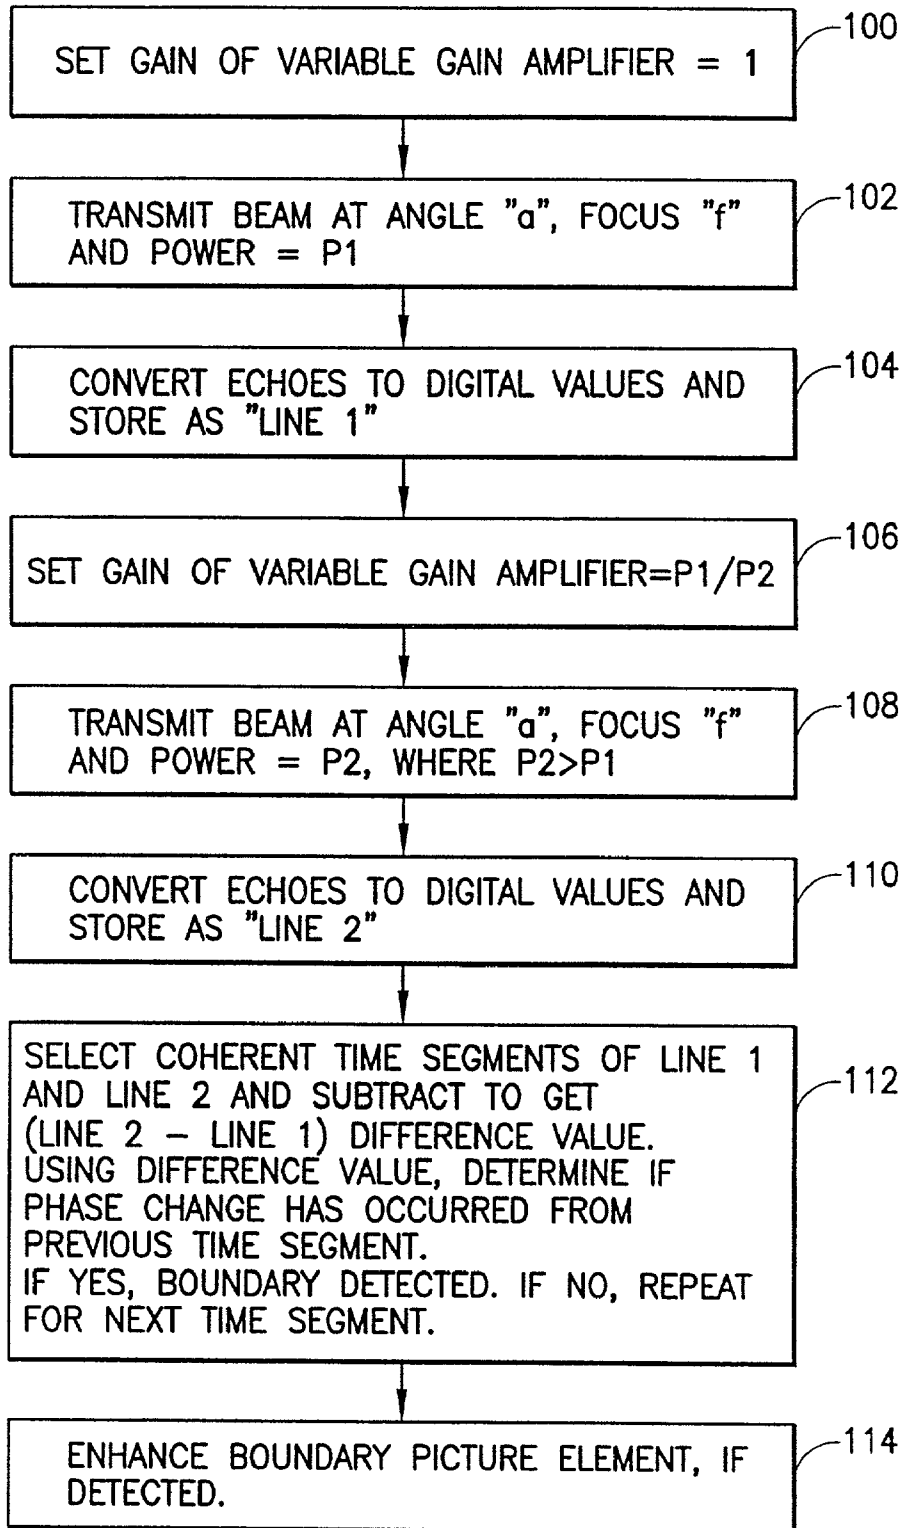 100
SET GAIN OF VARIABLE GAIN AMPLIFIER = 1
102
TRANSMIT BEAM AT ANGLE "a", FOCUS "f"
AND POWER = P1
104
CONVERT ECHOES TO DIGITAL VALUES AND
STORE AS "LINE 1"
106
SET GAIN OF VARIABLE GAIN AMPLIFIER=P1/P2
108
TRANSMIT BEAM AT ANGLE "a", FOCUS "f"
AND POWER = P2, WHERE P2>P1
110
CONVERT ECHOES TO DIGITAL VALUES AND
STORE AS "LINE 2"
112
SELECT COHERENT TIME SEGMENTS OF LINE 1
AND LINE 2 AND SUBTRACT TO GET
(LINE 2 – LINE 1) DIFFERENCE VALUE.
USING DIFFERENCE VALUE, DETERMINE IF
PHASE CHANGE HAS OCCURRED FROM
PREVIOUS TIME SEGMENT.
IF YES, BOUNDARY DETECTED. IF NO, REPEAT
FOR NEXT TIME SEGMENT.
114
ENHANCE BOUNDARY PICTURE ELEMENT, IF
DETECTED.